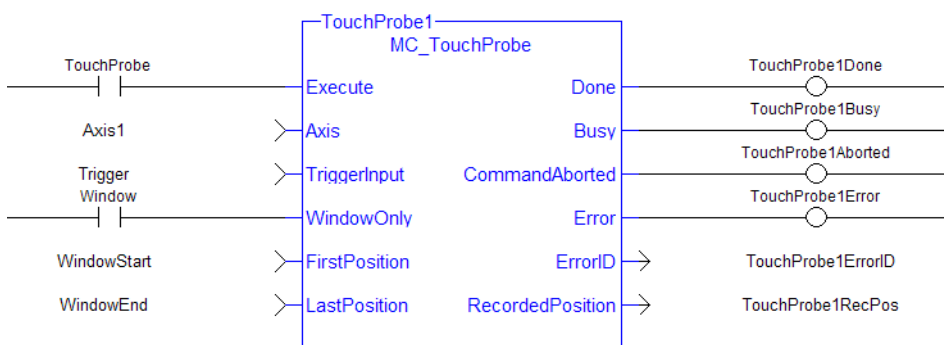 TouchProbe1
MC_TouchProbe
TouchProbe Execute Done TouchProbe1Done
Axis1 Axis Busy TouchProbe1Busy
Trigger TriggerInput CommandAborted TouchProbe1Aborted
Window WindowOnly Error TouchProbe1Error
WindowStart FirstPosition ErrorID TouchProbe1ErrorID
WindowEnd LastPosition RecordedPosition TouchProbe1RecPos